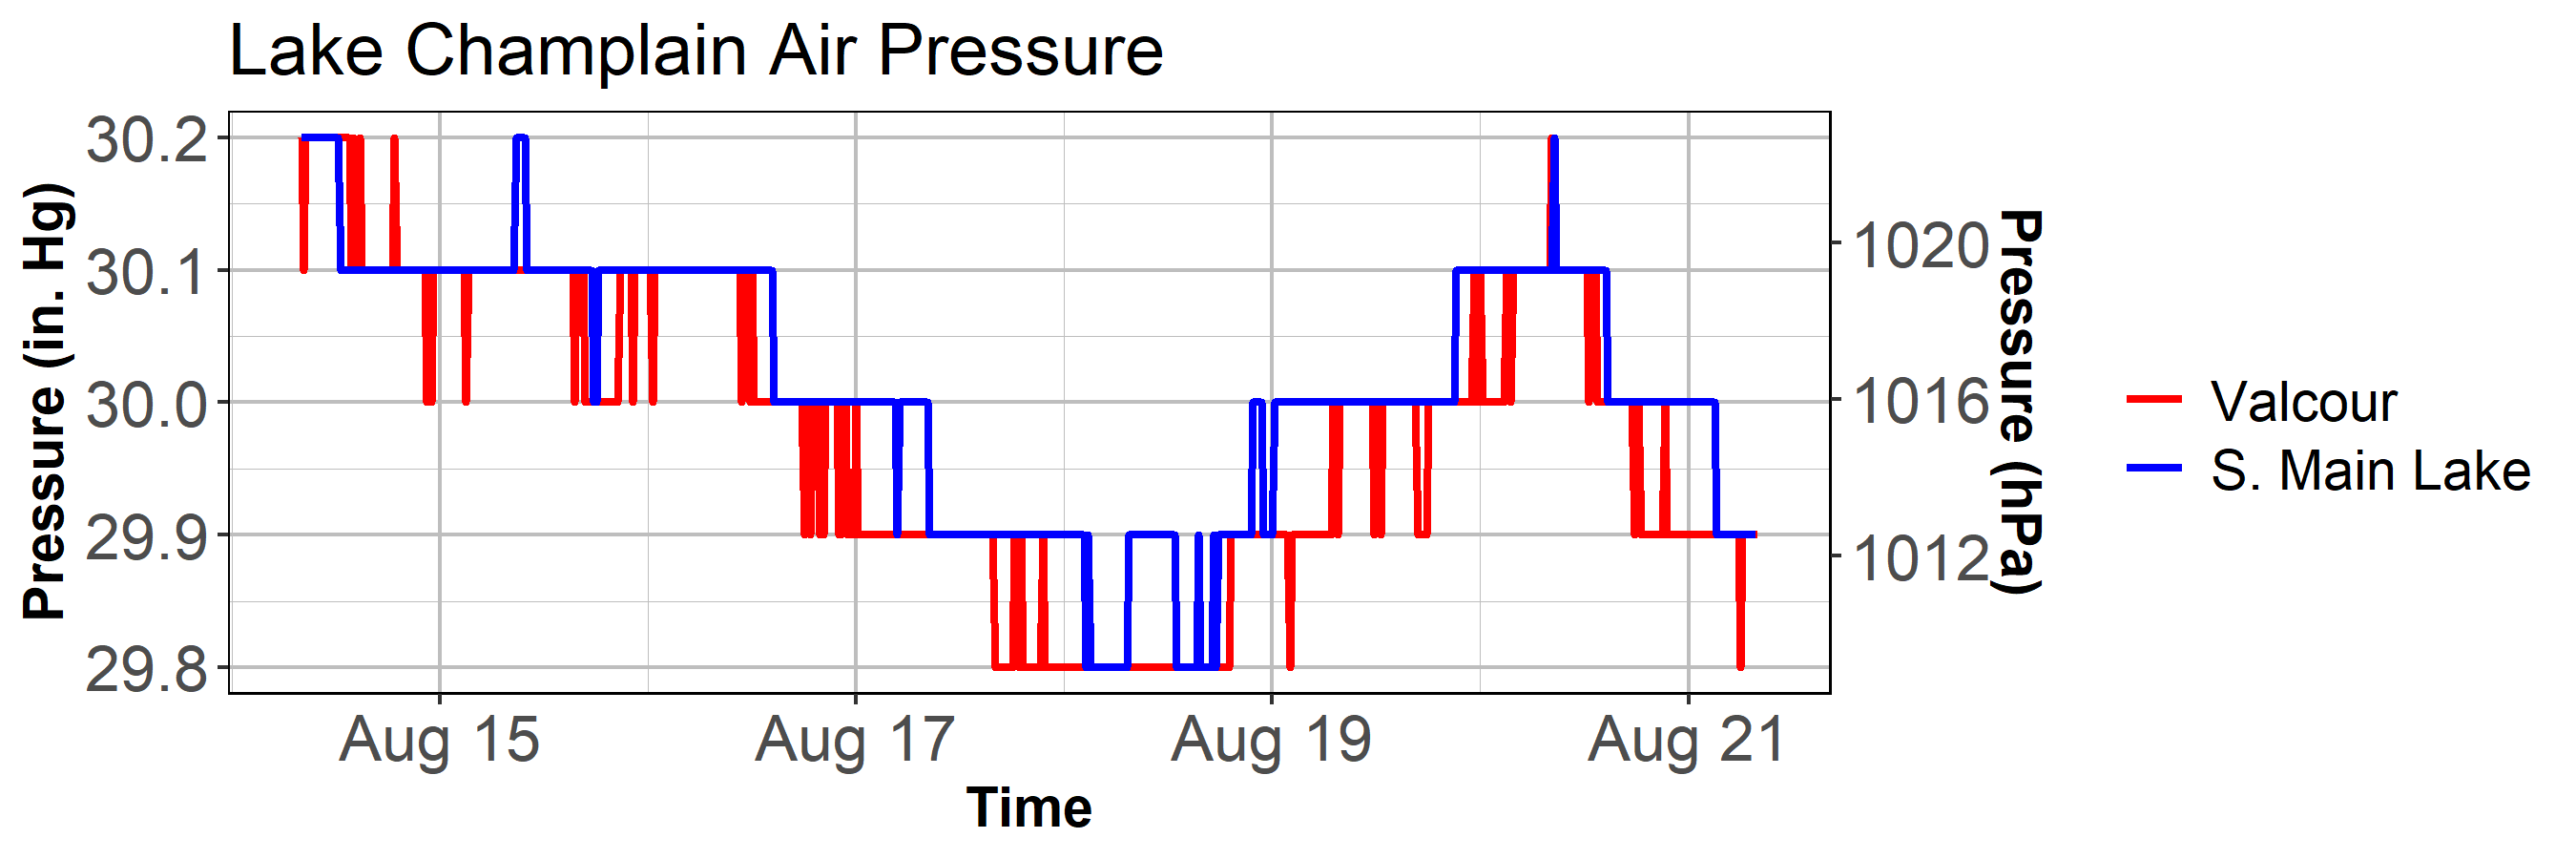 Lake Champlain Air Pressure
Pressure (in. Hg)
30.2
30.1
30.0
29.9
29.8
1020
1016
1012
Pressure (hPa)
Aug 15
Aug 17
Aug 19
Aug 21
Time
Valcour
S. Main Lake